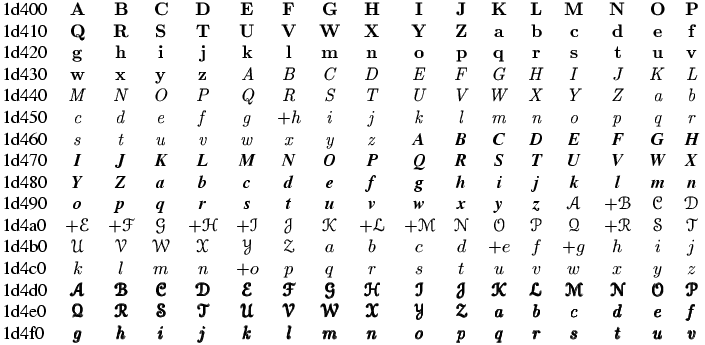 1d400 A B C D E F G H I J K L M N O P
1d410 Q R S T U V W X Y Z a b c d e f
1d420 g h i j k l m n o p q r s t u v
1d430 w x y z A B C D E F G H I J K L
1d440 M N O P Q R S T U V W X Y Z a b
1d450 c d e f g +h i j k l m n o p q r
1d460 s t u v w x y z A B C D E F G H
1d470 I J K L M N O P Q R S T U V W X
1d480 Y Z a b c d e f g h i j k l m n
1d490 o p q r s t u v w x y z A +B C D
1d4a0 +E +F G +H +I J K +L +M N O P Q +R S T
1d4b0 U V W X Y Z a b c d +e f +g h i j
1d4c0 k l m n +o p q r s t u v w x y z
1d4d0 A B C D E F G H I J K L M N O P
1d4e0 Q R S T U V W X Y Z a b c d e f
1d4f0 g h i j k l m n o p q r s t u v